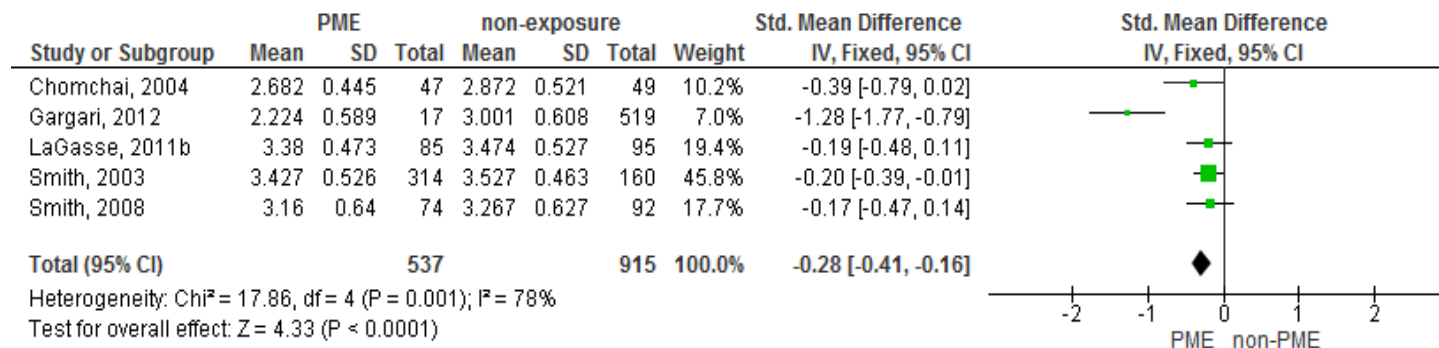 PME non-exposure Std. Mean Difference Std. Mean Difference
Study or Subgroup Mean SD Total Mean SD Total Weight IV, Fixed, 95% CI IV, Fixed, 95% CI
Chomchai, 2004 2.682 0.445 47 2.872 0.521 49 10.2% -0.39 [-0.79, 0.02]
Gargari, 2012 2.224 0.589 17 3.001 0.608 519 7.0% -1.28 [-1.77, -0.79]
LaGasse, 2011b 3.38 0.473 85 3.474 0.527 95 19.4% -0.19 [-0.48, 0.11]
Smith, 2003 3.427 0.526 314 3.527 0.463 160 45.8% -0.20 [-0.39, -0.01]
Smith, 2008 3.16 0.64 74 3.267 0.627 92 17.7% -0.17 [-0.47, 0.14]
Total (95% CI) 537 915 100.0% -0.28 [-0.41, -0.16]
Heterogeneity: Chi² = 17.86, df = 4 (P = 0.001); I² = 78%
Test for overall effect: Z = 4.33 (P < 0.0001)
-2 -1 0 1 2
PME non-PME